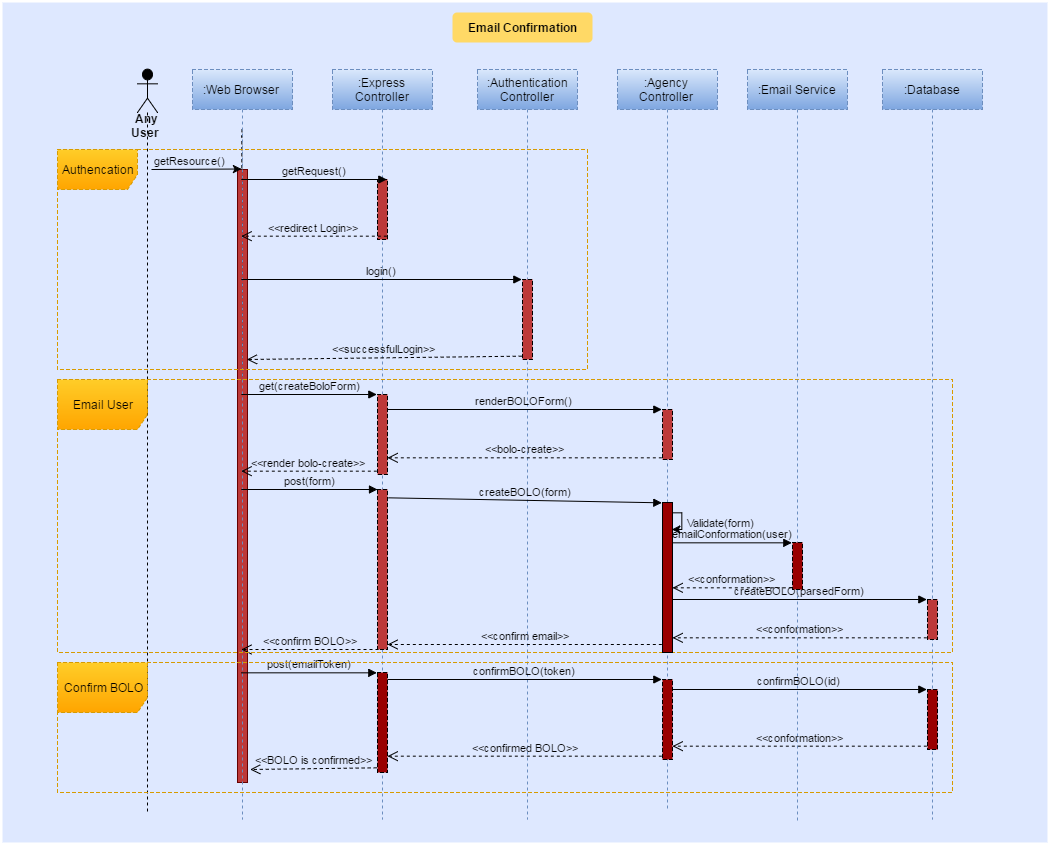 Email Confirmation
:Web Browser
:Express
Controller
:Authentication
Controller
:Agency
Controller
:Email Service
:Database
Any
User
Authencation
getResource()
getRequest()
<<redirect Login>>
login()
<<successfulLogin>>
Email User
get(createBoloForm)
renderBOLOForm()
<<bolo-create>>
<<render bolo-create>>
post(form)
createBOLO(form)
Validate(form)
emailConformation(user)
<<conformation>>
createBOLO(parsedForm)
<<conformation>>
<<confirm email>>
<<confirm BOLO>>
Confirm BOLO
post(emailToken)
confirmBOLO(token)
confirmBOLO(id)
<<conformation>>
<<confirmed BOLO>>
<<BOLO is confirmed>>